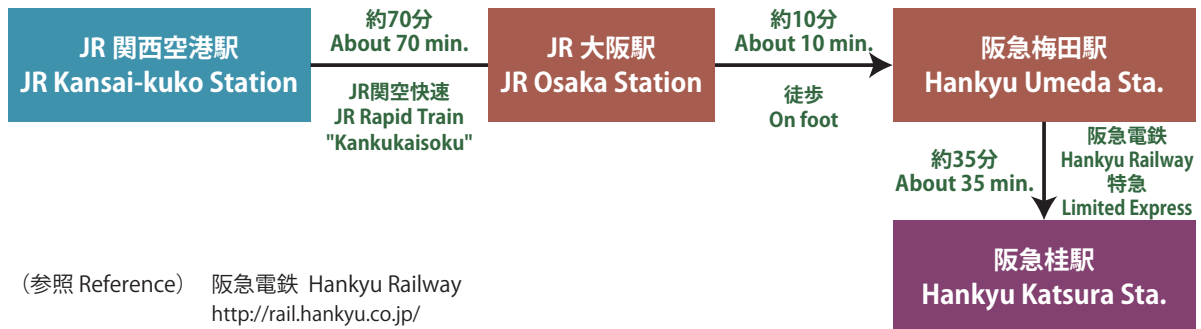 JR 関西空港駅
JR Kansai-kuko Station
約70分
About 70 min.
JR関空快速
JR Rapid Train
"Kankukaisoku"
JR 大阪駅
JR Osaka Station
約10分
About 10 min.
徒歩
On foot
阪急梅田駅
Hankyu Umeda Sta.
約35分
About 35 min.
阪急電鉄
Hankyu Railway
特急
Limited Express
阪急桂駅
Hankyu Katsura Sta.
（参照 Reference） 阪急電鉄 Hankyu Railway
http://rail.hankyu.co.jp/